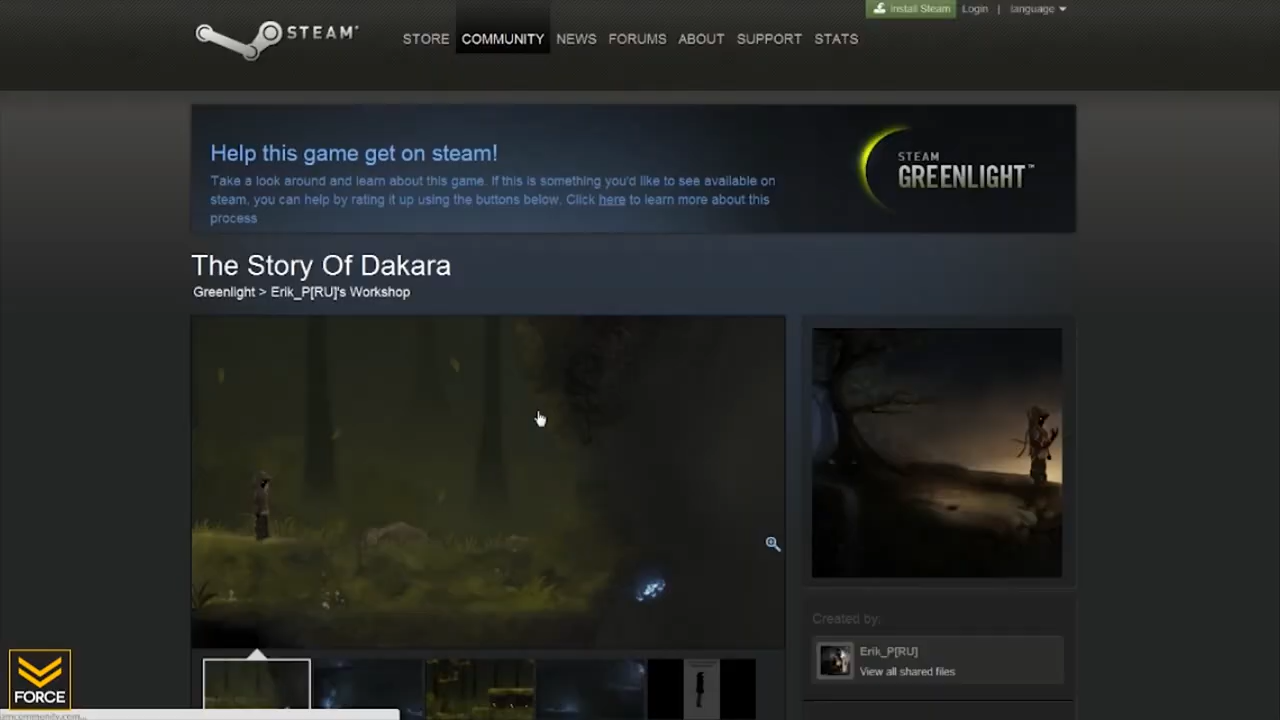 Install Steam Login | language
STEAM®
STORE COMMUNITY NEWS FORUMS ABOUT SUPPORT STATS
Help this game get on steam!
Take a look around and learn about this game. If this is something you'd like to see available on
steam, you can help by rating it up using the buttons below. Click here to learn more about this
process
STEAM
GREENLIGHT™
The Story Of Dakara
Greenlight > Erik_P[RU]'s Workshop
Created by:
Erik_P[RU]
View all shared files
FORCE